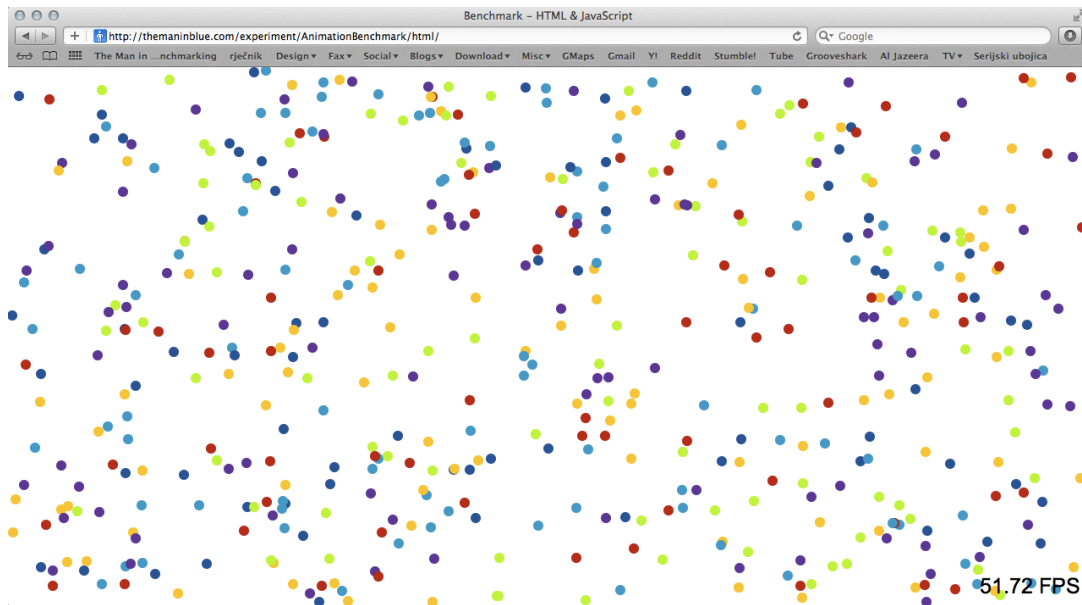 Benchmark – HTML & JavaScript
http://themaninblue.com/experiment/AnimationBenchmark/html/
Google
The Man in ...nchmarking rječnik Design Fax Social Blogs Download Misc GMaps Gmail Y! Reddit Stumble! Tube Grooveshark Al Jazeera TV Serijski ubojica
51.72 FPS